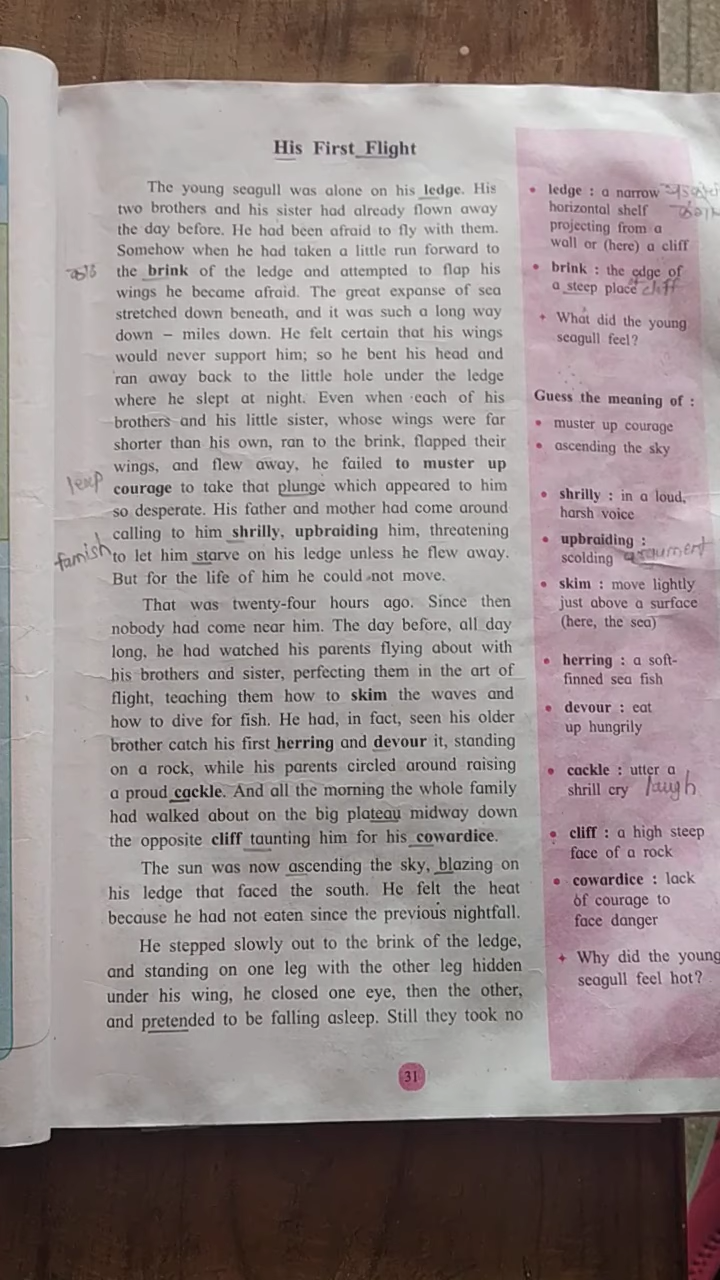 His First Flight
The young seagull was alone on his ledge. His
two brothers and his sister had already flown away
the day before. He had been afraid to fly with them.
Somehow when he had taken a little run forward to
the brink of the ledge and attempted to flap his
wings he became afraid. The great expanse of sea
stretched down beneath, and it was such a long way
down – miles down. He felt certain that his wings
would never support him; so he bent his head and
ran away back to the little hole under the ledge
where he slept at night. Even when each of his
brothers and his little sister, whose wings were far
shorter than his own, ran to the brink, flapped their
wings, and flew away, he failed to muster up
courage to take that plunge which appeared to him
so desperate. His father and mother had come around
calling to him shrilly, upbraiding him, threatening
famish
to let him starve on his ledge unless he flew away.
But for the life of him he could not move.
That was twenty-four hours ago. Since then
nobody had come near him. The day before, all day
long, he had watched his parents flying about with
his brothers and sister, perfecting them in the art of
flight, teaching them how to skim the waves and
how to dive for fish. He had, in fact, seen his older
brother catch his first herring and devour it, standing
on a rock, while his parents circled around raising
a proud cackle. And all the morning the whole family
had walked about on the big plateau midway down
the opposite cliff taunting him for his cowardice.
The sun was now ascending the sky, blazing on
his ledge that faced the south. He felt the heat
because he had not eaten since the previous nightfall.
He stepped slowly out to the brink of the ledge,
and standing on one leg with the other leg hidden
under his wing, he closed one eye, then the other,
and pretended to be falling asleep. Still they took no
31
• ledge : a narrow
horizontal shelf
projecting from a
wall or (here) a cliff
• brink : the edge of
a steep place cliff
+ What did the young
seagull feel?
Guess the meaning of :
• muster up courage
• ascending the sky
• shrilly : in a loud,
harsh voice
• upbraiding :
scolding argument
• skim : move lightly
just above a surface
(here, the sea)
• herring : a soft-
finned sea fish
• devour : eat
up hungrily
• cackle : utter a
shrill cry laugh
• cliff : a high steep
face of a rock
• cowardice : lack
of courage to
face danger
+ Why did the young
seagull feel hot?